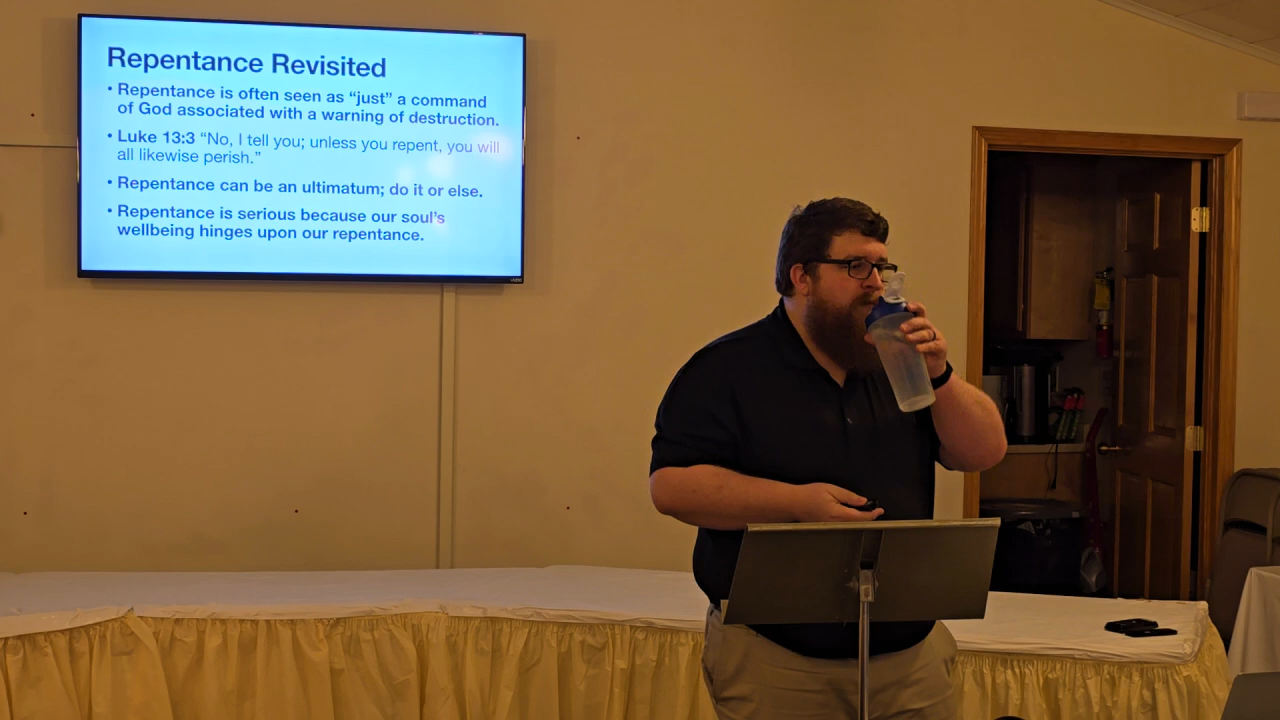 Repentance Revisited
• Repentance is often seen as “just” a command
of God associated with a warning of destruction.
• Luke 13:3 “No, I tell you; unless you repent, you will
all likewise perish.”
• Repentance can be an ultimatum; do it or else.
• Repentance is serious because our soul’s
wellbeing hinges upon our repentance.